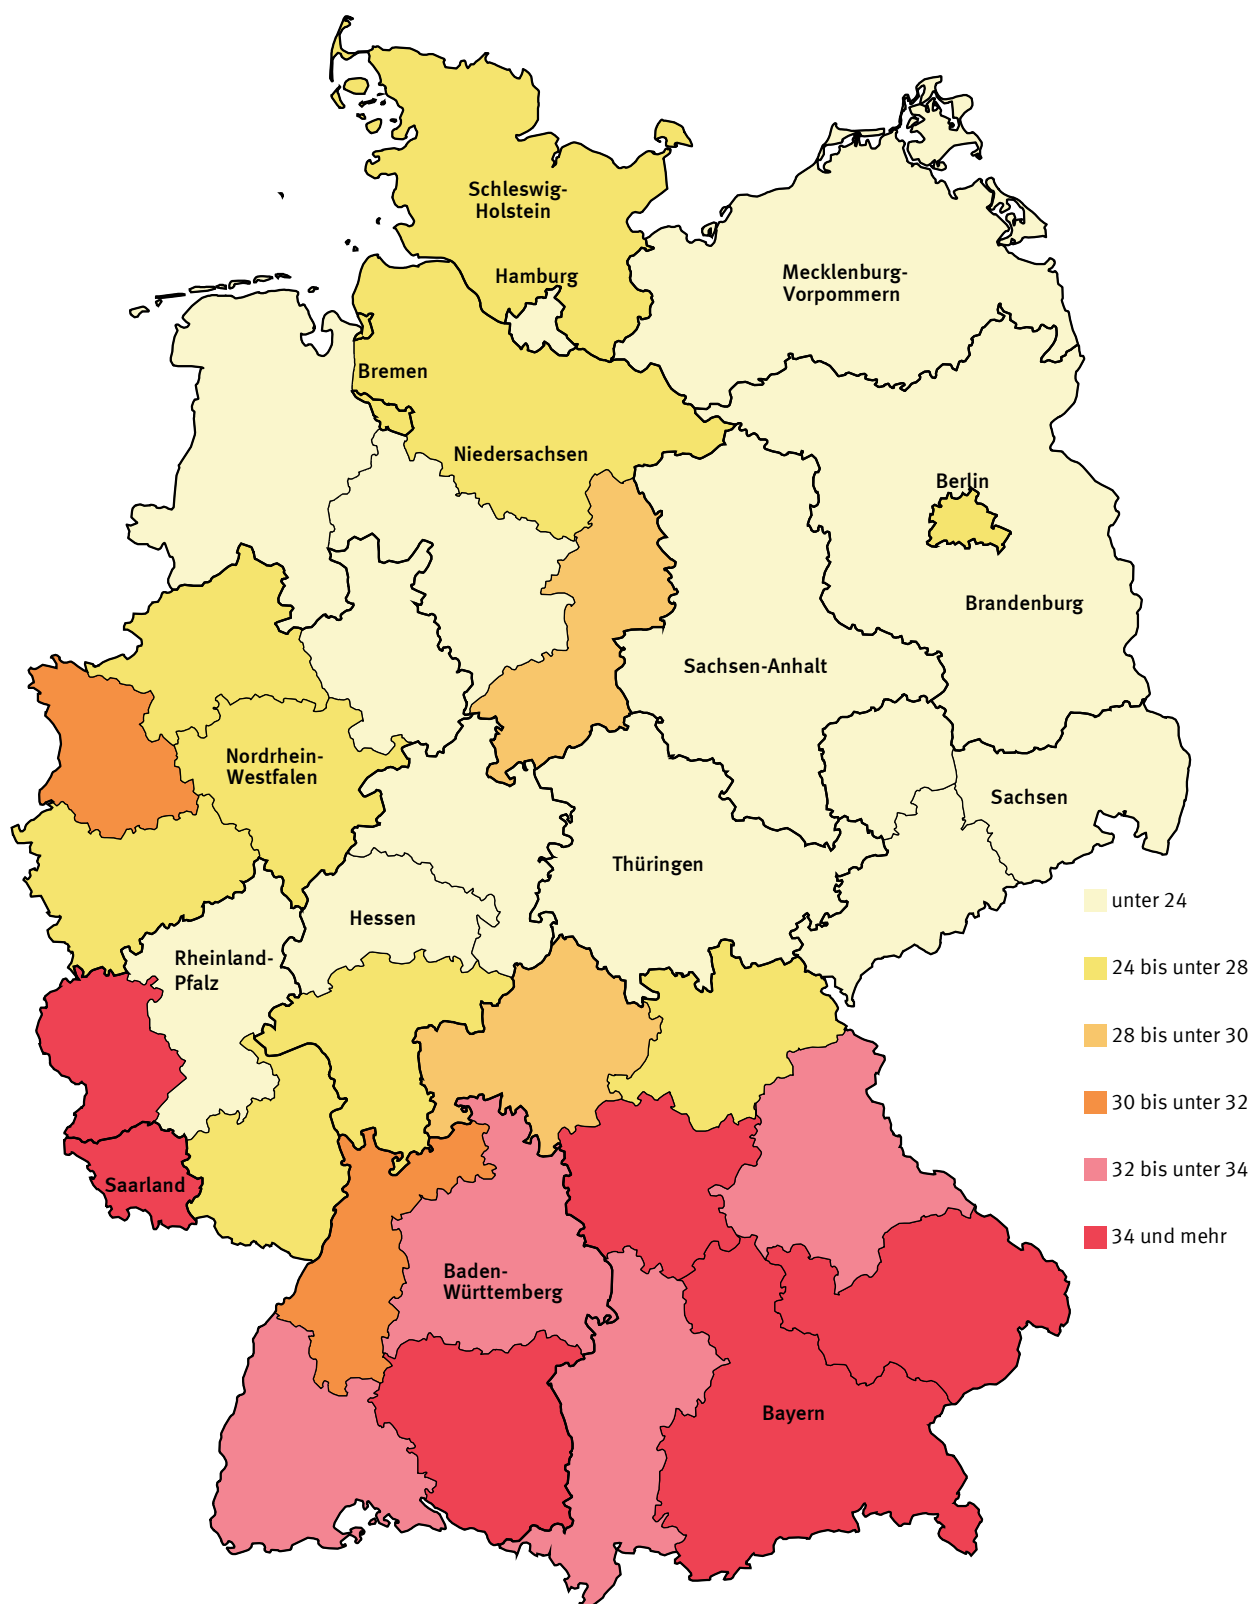 Schleswig-
Holstein
Hamburg
Mecklenburg-
Vorpommern
Bremen
Niedersachsen
Berlin
Brandenburg
Sachsen-Anhalt
Nordrhein-
Westfalen
Sachsen
Thüringen
Hessen
Rheinland-
Pfalz
Saarland
Baden-
Württemberg
Bayern
unter 24
24 bis unter 28
28 bis unter 30
30 bis unter 32
32 bis unter 34
34 und mehr